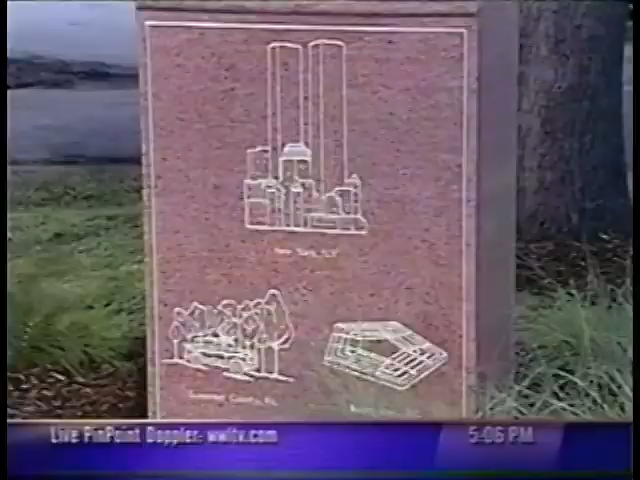 New York, N.Y.
Somerset County, Pa.
Live PinPoint Doppler: wwltv.com
5:06 PM